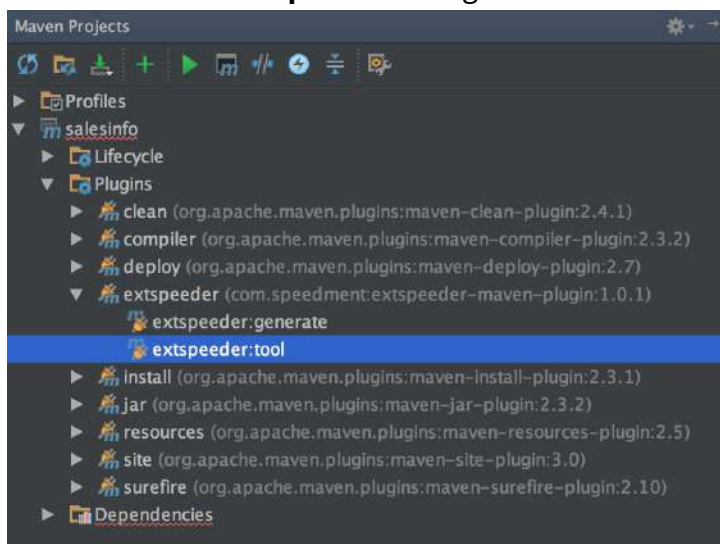 Maven Projects
Profiles
salesinfo
Lifecycle
Plugins
clean (org.apache.maven.plugins:maven-clean-plugin:2.4.1)
compiler (org.apache.maven.plugins:maven-compiler-plugin:2.3.2)
deploy (org.apache.maven.plugins:maven-deploy-plugin:2.7)
extspeeder (com.speedment:extspeeder-maven-plugin:1.0.1)
extspeeder:generate
extspeeder:tool
install (org.apache.maven.plugins:maven-install-plugin:2.3.1)
jar (org.apache.maven.plugins:maven-jar-plugin:2.3.2)
resources (org.apache.maven.plugins:maven-resources-plugin:2.5)
site (org.apache.maven.plugins:maven-site-plugin:3.0)
surefire (org.apache.maven.plugins:maven-surefire-plugin:2.10)
Dependencies